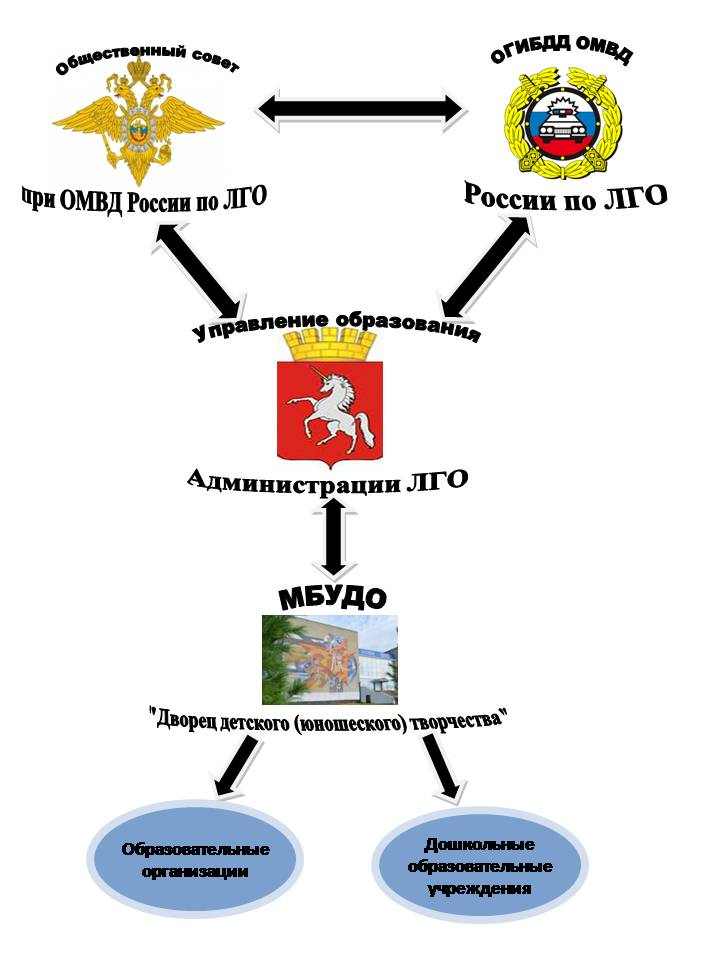 Общественный совет
при ОМВД России по ЛГО
ОГИБДД ОМВД
России по ЛГО
Управление образования
Администрации ЛГО
МБУДО
"Дворец детского (юношеского) творчества"
Образовательные
организации
Дошкольные
образовательные
учреждения